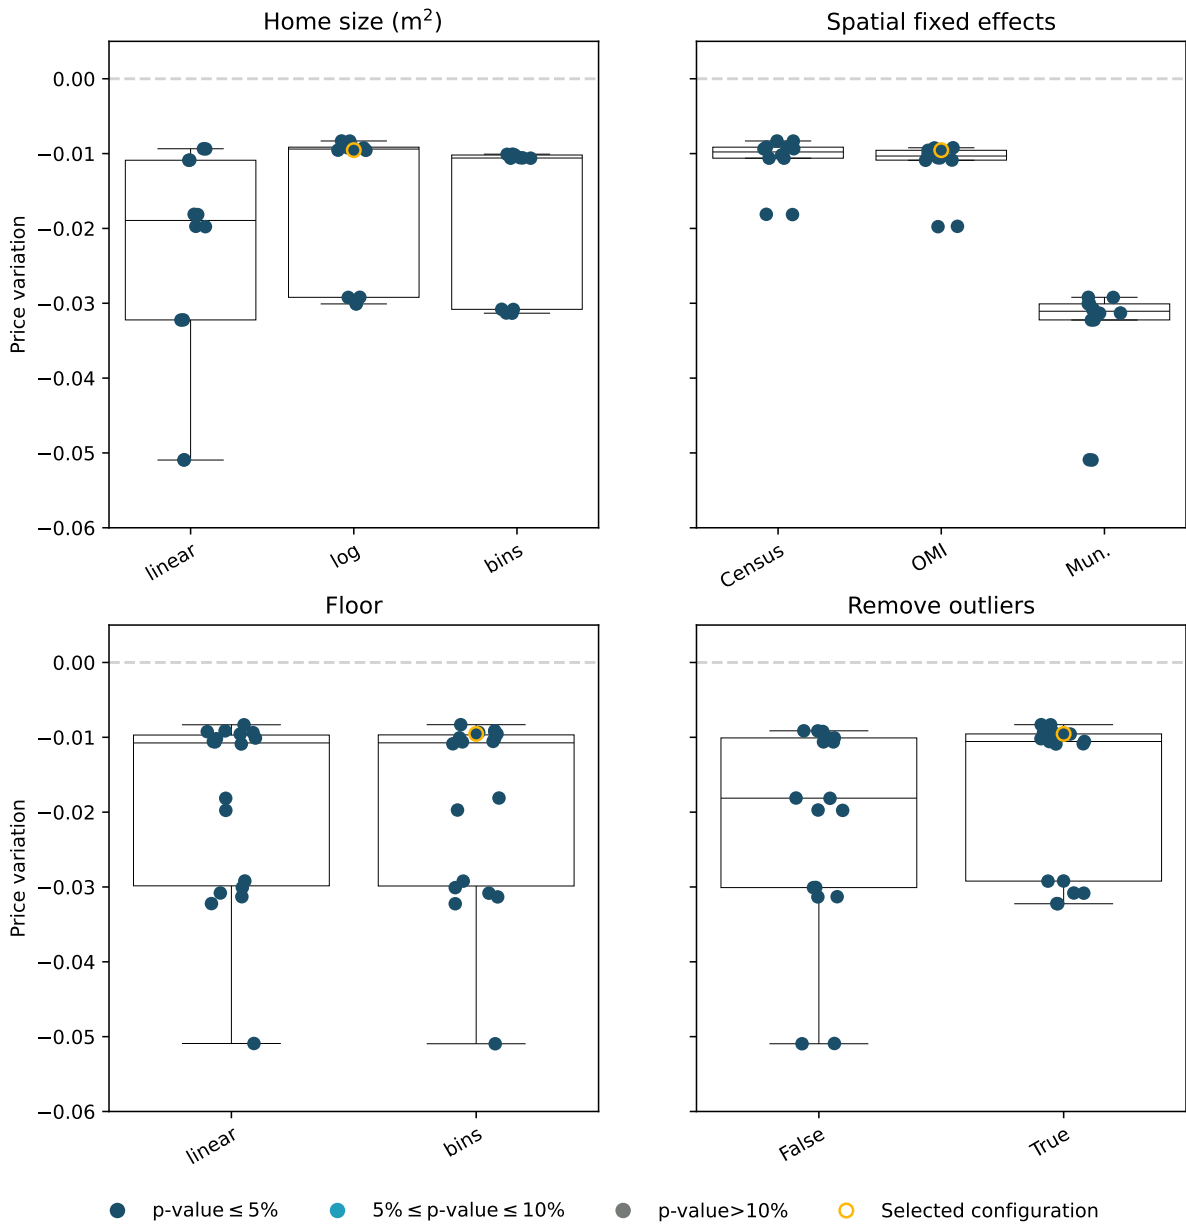 Home size (m²)
Spatial fixed effects
0.00
−0.01
−0.02
−0.03
−0.04
−0.05
−0.06
Price variation
linear
log
bins
Census
OMI
Mun.
Floor
Remove outliers
0.00
−0.01
−0.02
−0.03
−0.04
−0.05
−0.06
Price variation
linear
bins
False
True
p-value ≤ 5%
5% ≤ p-value ≤ 10%
p-value>10%
Selected configuration